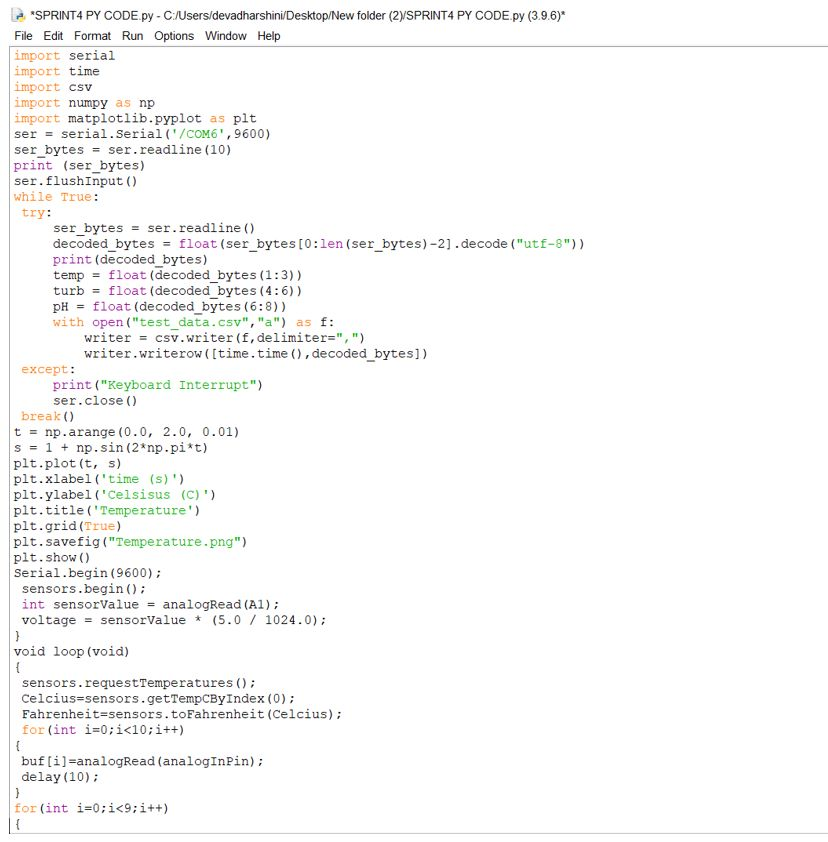 *SPRINT4 PY CODE.py - C:/Users/devadharshini/Desktop/New folder (2)/SPRINT4 PY CODE.py (3.9.6)*
File Edit Format Run Options Window Help
import serial
import time
import csv
import numpy as np
import matplotlib.pyplot as plt
ser = serial.Serial('/COM6',9600)
ser_bytes = ser.readline(10)
print (ser_bytes)
ser.flushInput()
while True:
 try:
     ser_bytes = ser.readline()
     decoded_bytes = float(ser_bytes[0:len(ser_bytes)-2].decode("utf-8"))
     print(decoded_bytes)
     temp = float(decoded_bytes(1:3))
     turb = float(decoded_bytes(4:6))
     pH = float(decoded_bytes(6:8))
     with open("test_data.csv","a") as f:
         writer = csv.writer(f,delimiter=",")
         writer.writerow([time.time(),decoded_bytes])
 except:
     print("Keyboard Interrupt")
     ser.close()
 break()
t = np.arange(0.0, 2.0, 0.01)
s = 1 + np.sin(2*np.pi*t)
plt.plot(t, s)
plt.xlabel('time (s)')
plt.ylabel('Celsisus (C)')
plt.title('Temperature')
plt.grid(True)
plt.savefig("Temperature.png")
plt.show()
Serial.begin(9600);
 sensors.begin();
 int sensorValue = analogRead(A1);
 voltage = sensorValue * (5.0 / 1024.0);
}
void loop(void)
{
 sensors.requestTemperatures();
 Celcius=sensors.getTempCByIndex(0);
 Fahrenheit=sensors.toFahrenheit(Celcius);
 for(int i=0;i<10;i++)
{
 buf[i]=analogRead(analogInPin);
 delay(10);
}
for(int i=0;i<9;i++)
{